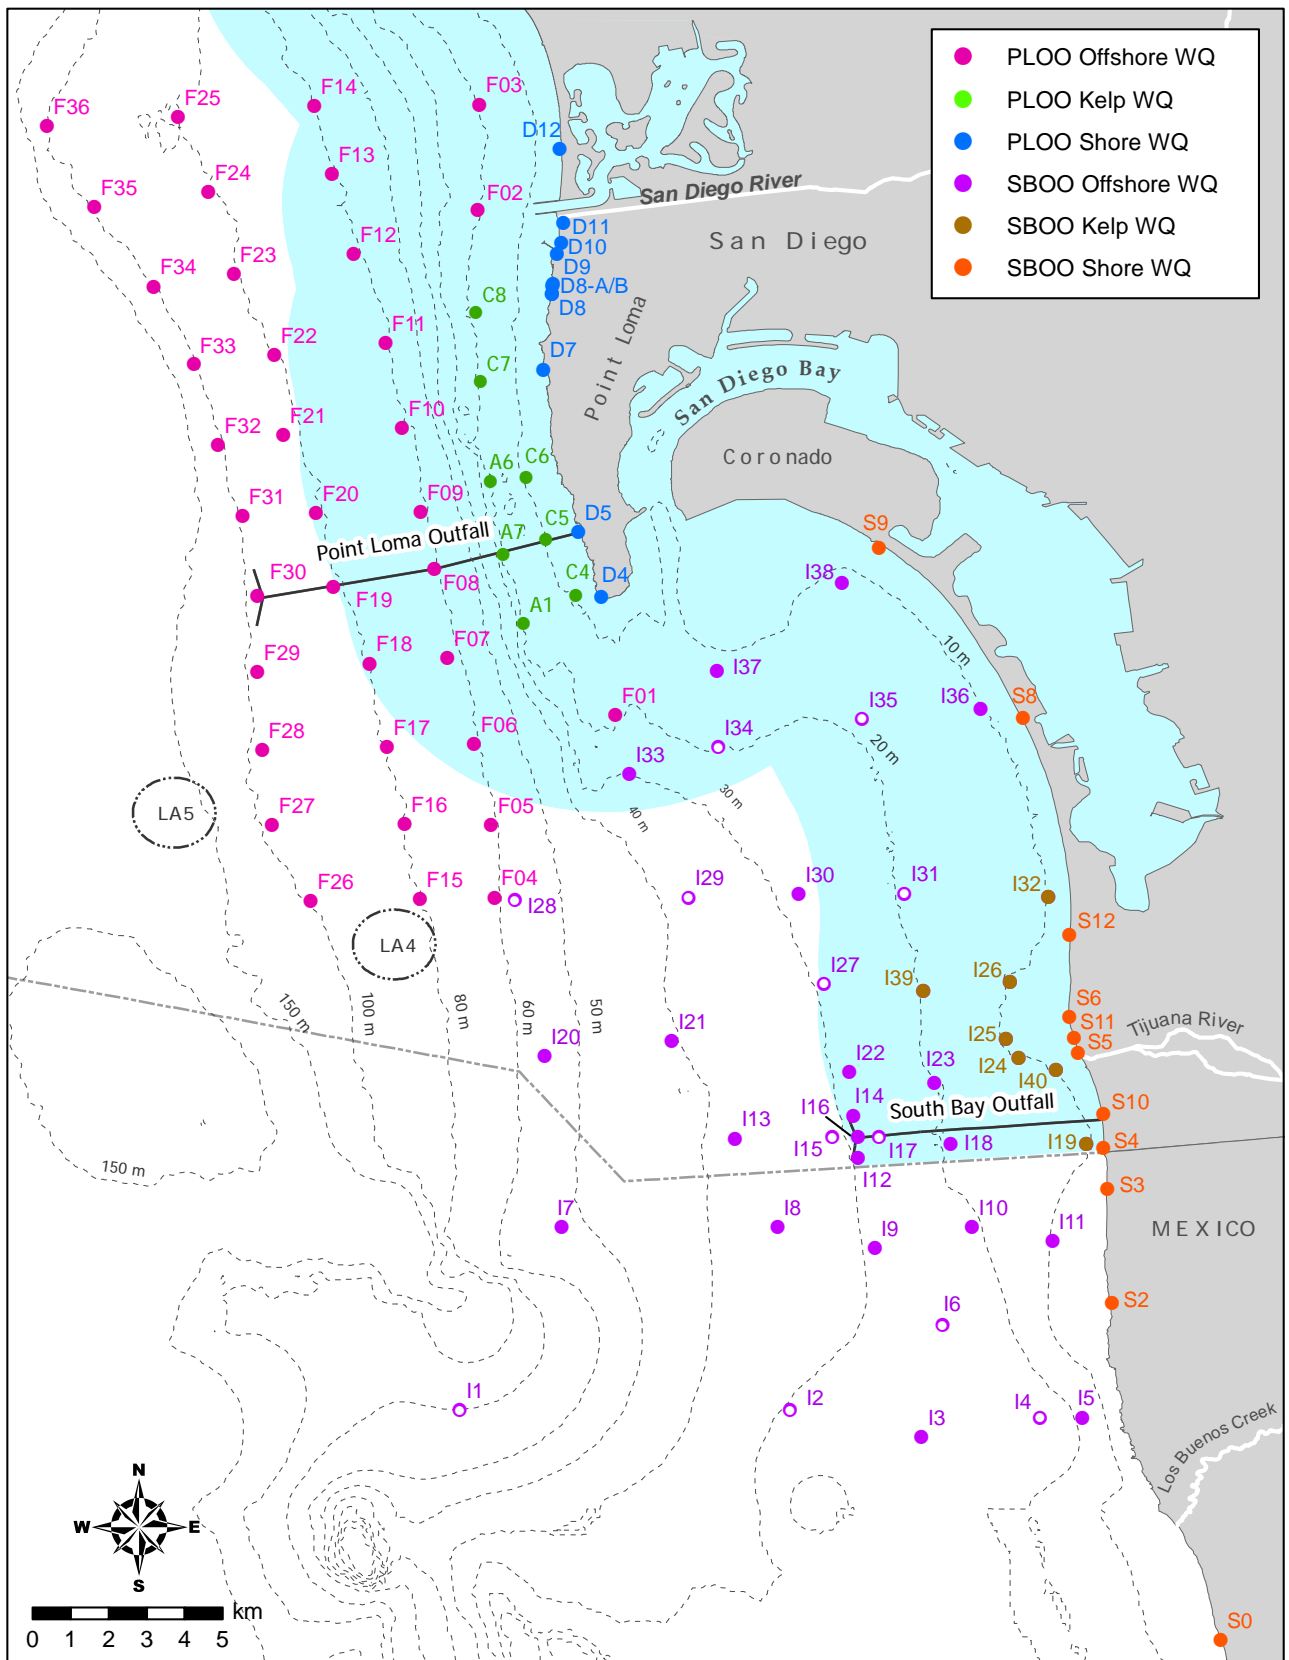 PLOO Offshore WQ
PLOO Kelp WQ
PLOO Shore WQ
SBOO Offshore WQ
SBOO Kelp WQ
SBOO Shore WQ
F36
F25
F14
F03
D12
F35
F24
F13
F02
San Diego River
D11
D10
D9
D8-A/B
D8
San Diego
F34
F23
F12
C8
Point Loma
F33
F22
F11
C7
D7
San Diego Bay
F32
F21
F10
A6
C6
Coronado
F31
F20
F09
Point Loma Outfall
A7
C5
D5
S9
F30
F19
F08
C4
D4
I38
A1
F29
F18
F07
I37
10 m
F28
F17
F06
F01
I34
I35
I36
S8
I33
20 m
30 m
40 m
LA5
F27
F16
F05
F26
F15
F04
I28
I29
I30
I31
I32
S12
LA4
I27
I39
I26
150 m
100 m
80 m
60 m
50 m
I20
I21
I25
S6
S11
S5
Tijuana River
I22
I23
I24
I40
I14
South Bay Outfall
S10
I13
I16
I15
I17
I18
I19
S4
I12
150 m
S3
I7
I8
I9
I10
I11
MEXICO
S2
I6
I1
I2
I3
I4
I5
Los Buenos Creek
N
W
E
S
km
0 1 2 3 4 5
S0